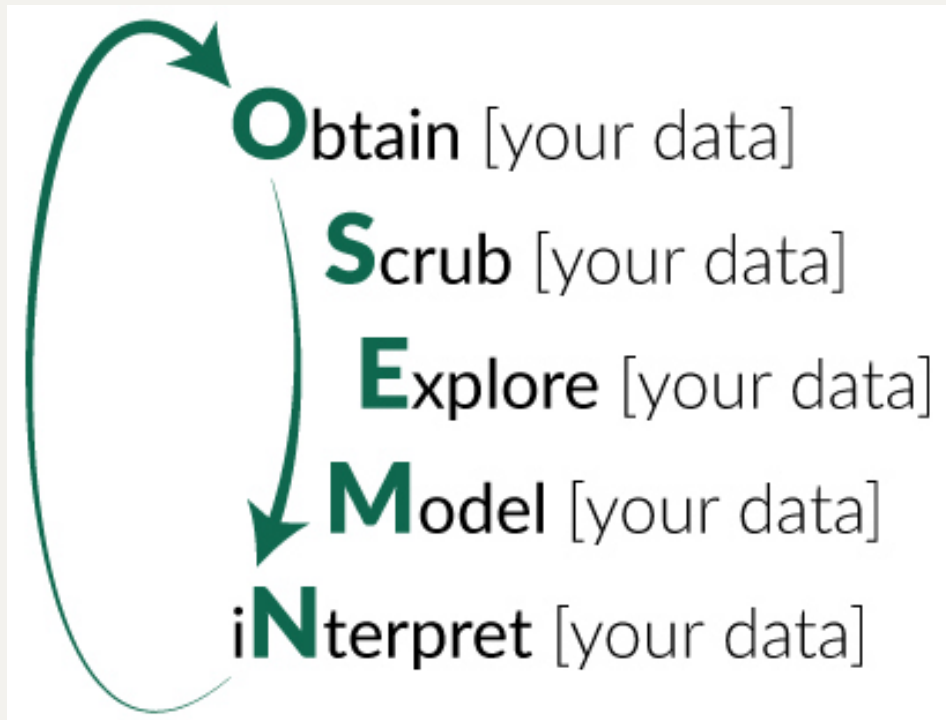 Obtain [your data]
Scrub [your data]
Explore [your data]
Model [your data]
iNterpret [your data]